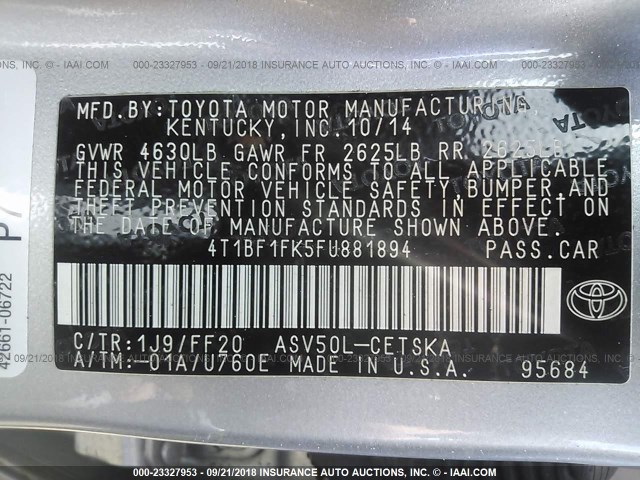 000-23327953 - 09/21/2018 INSURANCE AUTO AUCTIONS, INC. - IAAI.COM
MFD.BY:TOYOTA MOTOR MANUFACTURING
KENTUCKY,INC. 10/14
GVWR 4630LB GAWR FR 2625LB RR
THIS VEHICLE CONFORMS TO ALL APPLICABLE
FEDERAL MOTOR VEHICLE SAFETY,BUMPER,AND
THEFT PREVENTION STANDARDS IN EFFECT ON
THE DATE OF MANUFACTURE SHOWN ABOVE.
4T1BF1FK5FU881894 PASS.CAR
C/TR:1J9/FF20 ASV50L-CETSKA
A/TM:-01A/U760E MADE IN U.S.A. 95684
TOYOTA
42661-06722
000-23327953 - 09/21/2018 INSURANCE AUTO AUCTIONS, INC. - IAAI.COM